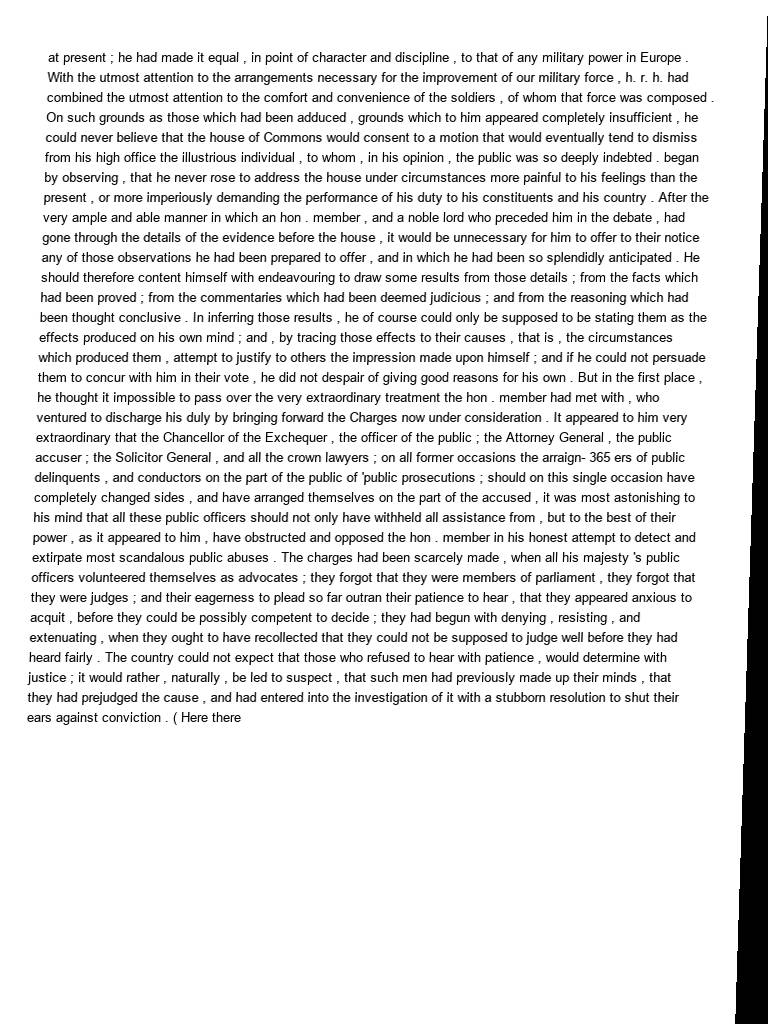 at present ; he had made it equal , in point of character and discipline , to that of any military power in Europe .
With the utmost attention to the arrangements necessary for the improvement of our military force , h. r. h. had
combined the utmost attention to the comfort and convenience of the soldiers , of whom that force was composed .
On such grounds as those which had been adduced , grounds which to him appeared completely insufficient , he
could never believe that the house of Commons would consent to a motion that would eventually tend to dismiss
from his high office the illustrious individual , to whom , in his opinion , the public was so deeply indebted . began
by observing , that he never rose to address the house under circumstances more painful to his feelings than the
present , or more imperiously demanding the performance of his duty to his constituents and his country . After the
very ample and able manner in which an hon . member , and a noble lord who preceded him in the debate , had
gone through the details of the evidence before the house , it would be unnecessary for him to offer to their notice
any of those observations he had been prepared to offer , and in which he had been so splendidly anticipated . He
should therefore content himself with endeavouring to draw some results from those details ; from the facts which
had been proved ; from the commentaries which had been deemed judicious ; and from the reasoning which had
been thought conclusive . In inferring those results , he of course could only be supposed to be stating them as the
effects produced on his own mind ; and , by tracing those effects to their causes , that is , the circumstances
which produced them , attempt to justify to others the impression made upon himself ; and if he could not persuade
them to concur with him in their vote , he did not despair of giving good reasons for his own . But in the first place ,
he thought it impossible to pass over the very extraordinary treatment the hon . member had met with , who
ventured to discharge his duly by bringing forward the Charges now under consideration . It appeared to him very
extraordinary that the Chancellor of the Exchequer , the officer of the public ; the Attorney General , the public
accuser ; the Solicitor General , and all the crown lawyers ; on all former occasions the arraign- 365 ers of public
delinquents , and conductors on the part of the public of 'public prosecutions ; should on this single occasion have
completely changed sides , and have arranged themselves on the part of the accused , it was most astonishing to
his mind that all these public officers should not only have withheld all assistance from , but to the best of their
power , as it appeared to him , have obstructed and opposed the hon . member in his honest attempt to detect and
extirpate most scandalous public abuses . The charges had been scarcely made , when all his majesty 's public
officers volunteered themselves as advocates ; they forgot that they were members of parliament , they forgot that
they were judges ; and their eagerness to plead so far outran their patience to hear , that they appeared anxious to
acquit , before they could be possibly competent to decide ; they had begun with denying , resisting , and
extenuating , when they ought to have recollected that they could not be supposed to judge well before they had
heard fairly . The country could not expect that those who refused to hear with patience , would determine with
justice ; it would rather , naturally , be led to suspect , that such men had previously made up their minds , that
they had prejudged the cause , and had entered into the investigation of it with a stubborn resolution to shut their
ears against conviction . ( Here there